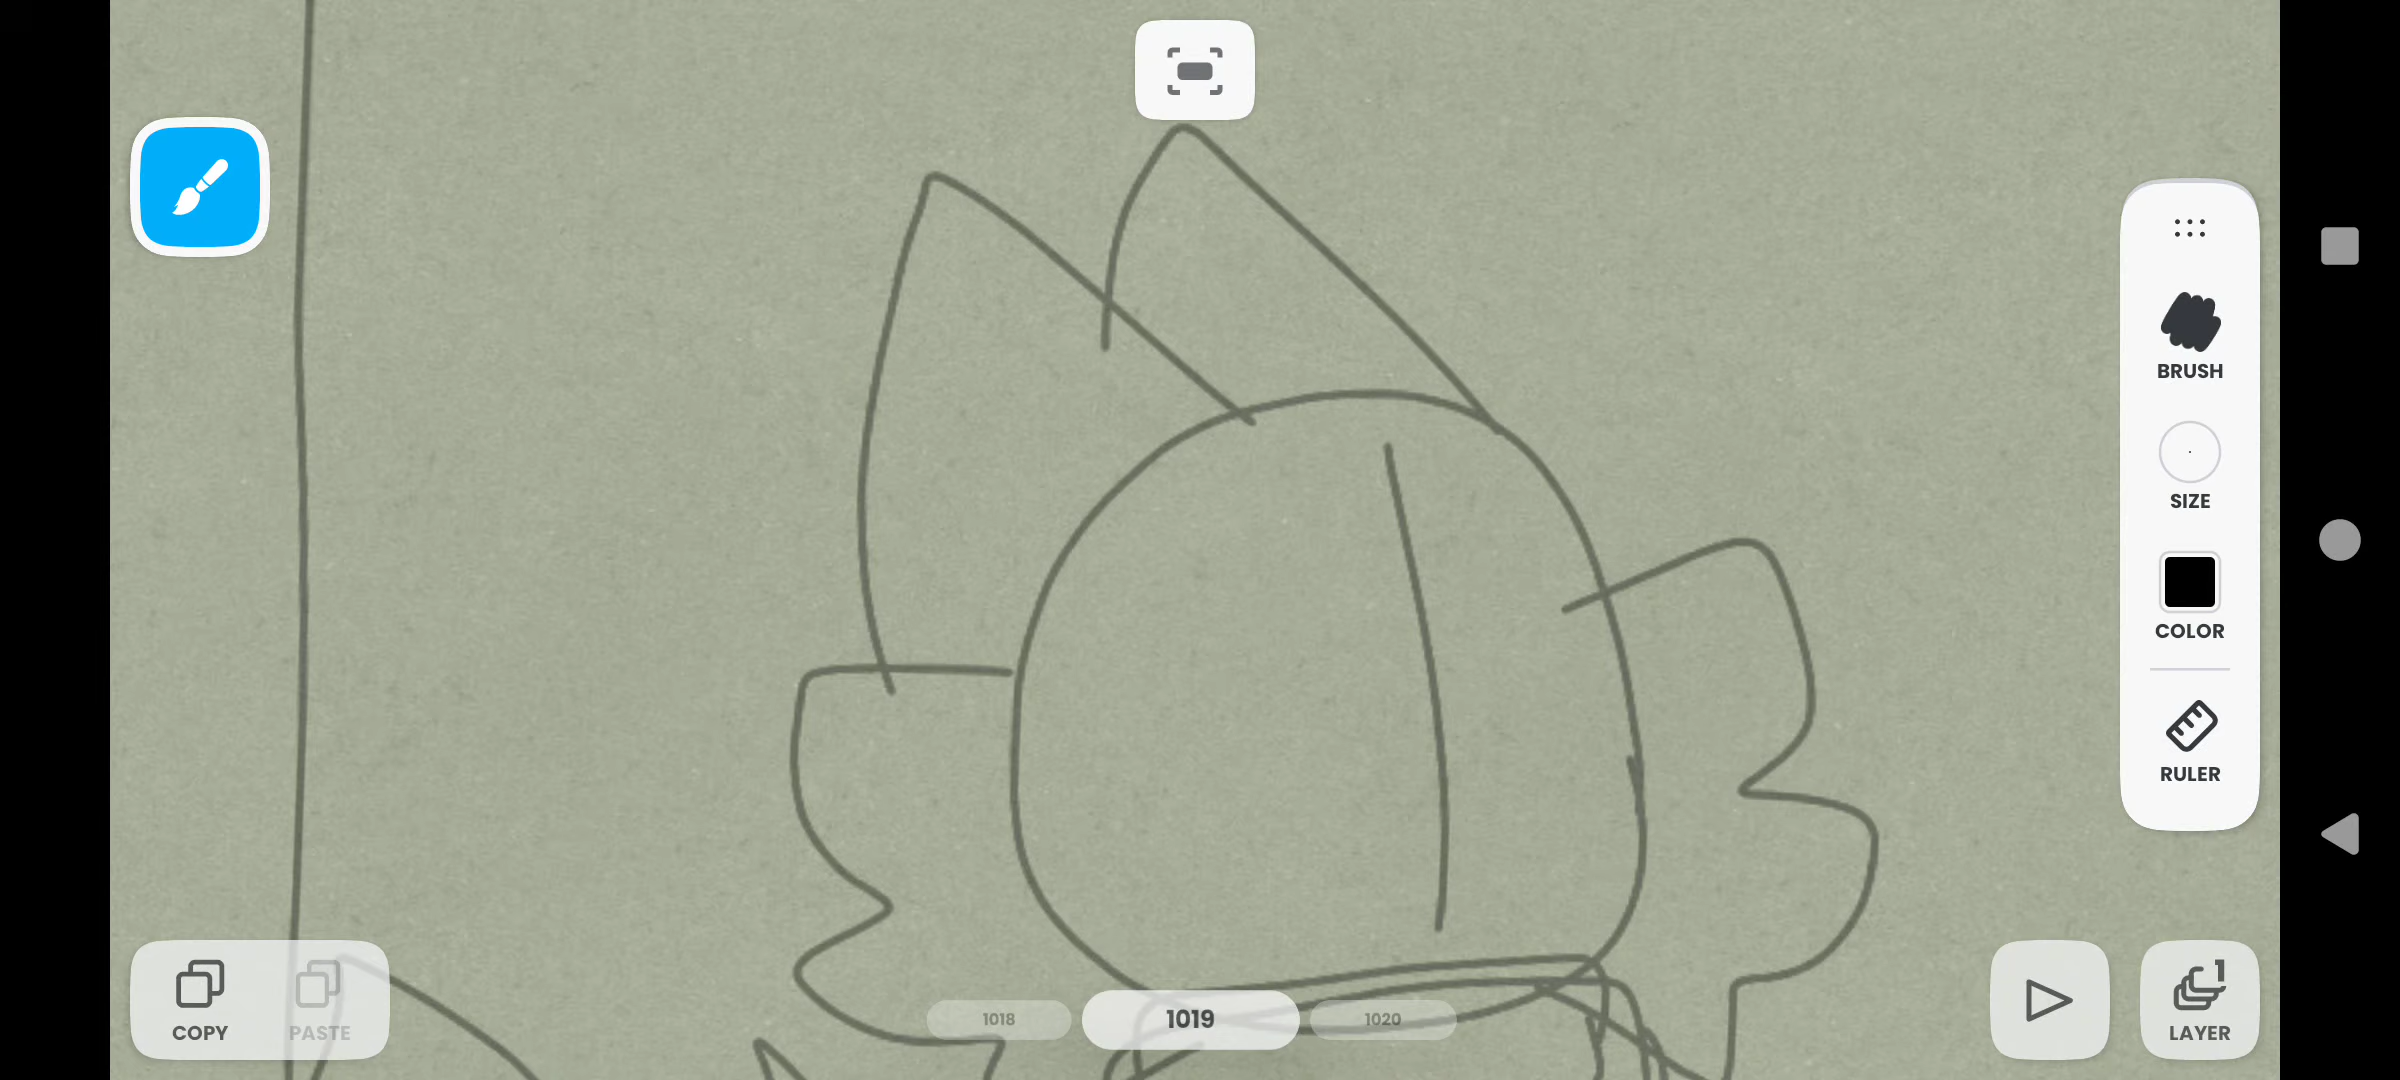 BRUSH
SIZE
COLOR
RULER
COPY
PASTE
1018
1019
1020
1
LAYER